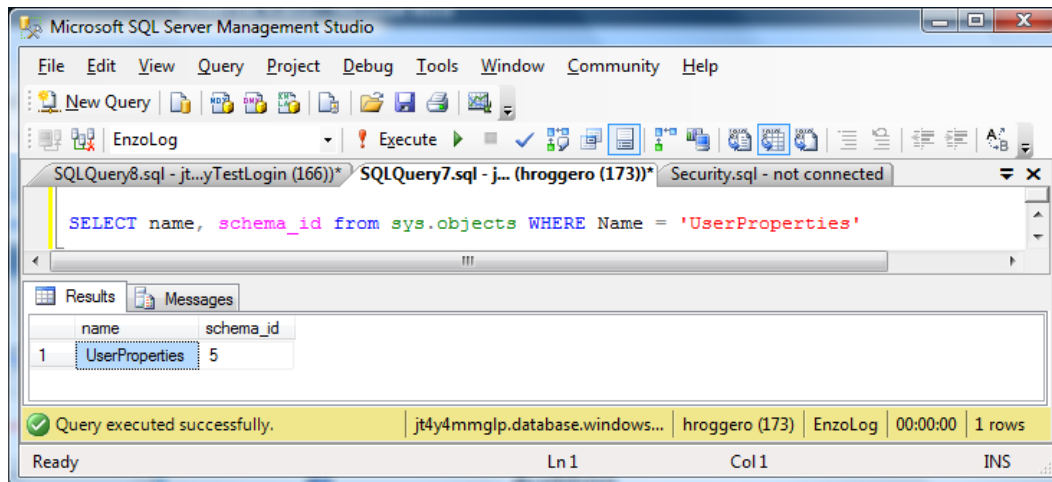 Microsoft SQL Server Management Studio
File Edit View Query Project Debug Tools Window Community Help
New Query
EnzoLog Execute
SQLQuery8.sql - jt...yTestLogin (166))* SQLQuery7.sql - j... (hroggero (173))* Security.sql - not connected
SELECT name, schema_id from sys.objects WHERE Name = 'UserProperties'
Results Messages
name schema_id
1 UserProperties 5
Query executed successfully. jt4y4mmglp.database.windows... hroggero (173) EnzoLog 00:00:00 1 rows
Ready Ln 1 Col 1 INS